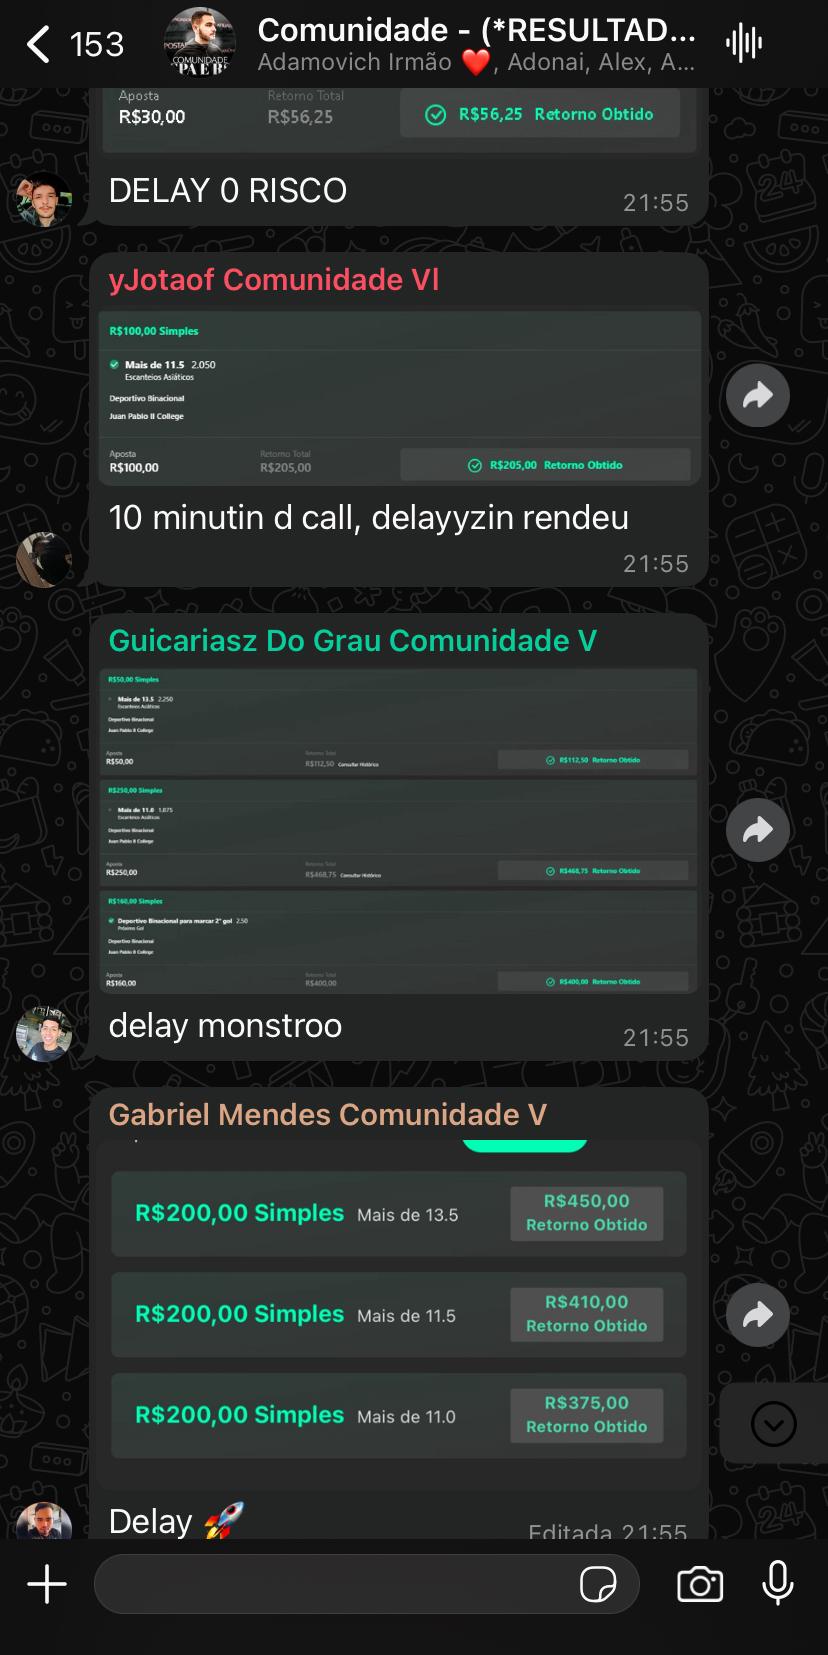 153
Comunidade - (*RESULTAD...
Adamovich Irmão ❤️, Adonai, Alex, A...
COMUNIDADE
Aposta
Retorno Total
R$30,00
R$56,25
R$56,25 Retorno Obtido
DELAY 0 RISCO
21:55
yJotaof Comunidade Vl
R$100,00 Simples
Mais de 11.5 2.050
Escanteios Asiáticos
Deportivo Binacional
Juan Pablo II College
Aposta
Retorno Total
R$100,00
R$205,00
R$205,00 Retorno Obtido
10 minutin d call, delayyzin rendeu
21:55
Guicariasz Do Grau Comunidade V
R$50,00 Simples
Mais de 13.5 2.250
Escanteios Asiáticos
Deportivo Binacional
Juan Pablo II College
Aposta
Retorno Total
R$50,00
R$112,50 Consultar Histórico
R$112,50 Retorno Obtido
R$250,00 Simples
Mais de 11.0 1.875
Escanteios Asiáticos
Deportivo Binacional
Juan Pablo II College
Aposta
Retorno Total
R$250,00
R$468,75 Consultar Histórico
R$468,75 Retorno Obtido
R$160,00 Simples
Deportivo Binacional para marcar 2º gol 2.50
Próximo Gol
Deportivo Binacional
Juan Pablo II College
Aposta
Retorno Total
R$160,00
R$400,00
R$400,00 Retorno Obtido
delay monstroo
21:55
Gabriel Mendes Comunidade V
R$200,00 Simples Mais de 13.5
R$450,00
Retorno Obtido
R$200,00 Simples Mais de 11.5
R$410,00
Retorno Obtido
R$200,00 Simples Mais de 11.0
R$375,00
Retorno Obtido
Delay 🚀
Editada 21:55